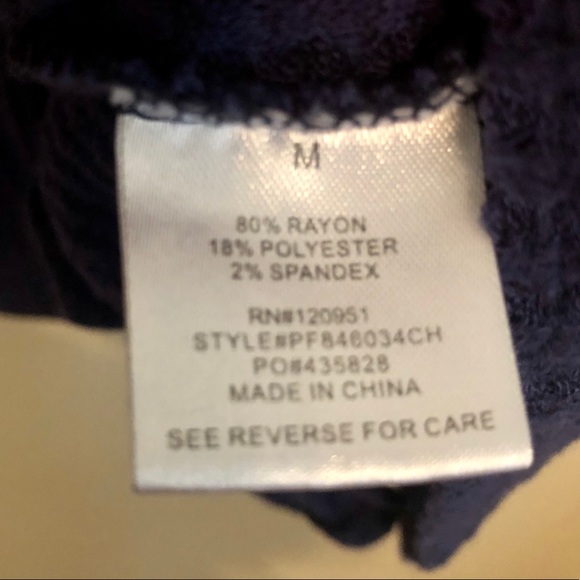 M
80% RAYON
18% POLYESTER
2% SPANDEX
RN#120951
STYLE#PF846034CH
PO#435828
MADE IN CHINA
SEE REVERSE FOR CARE